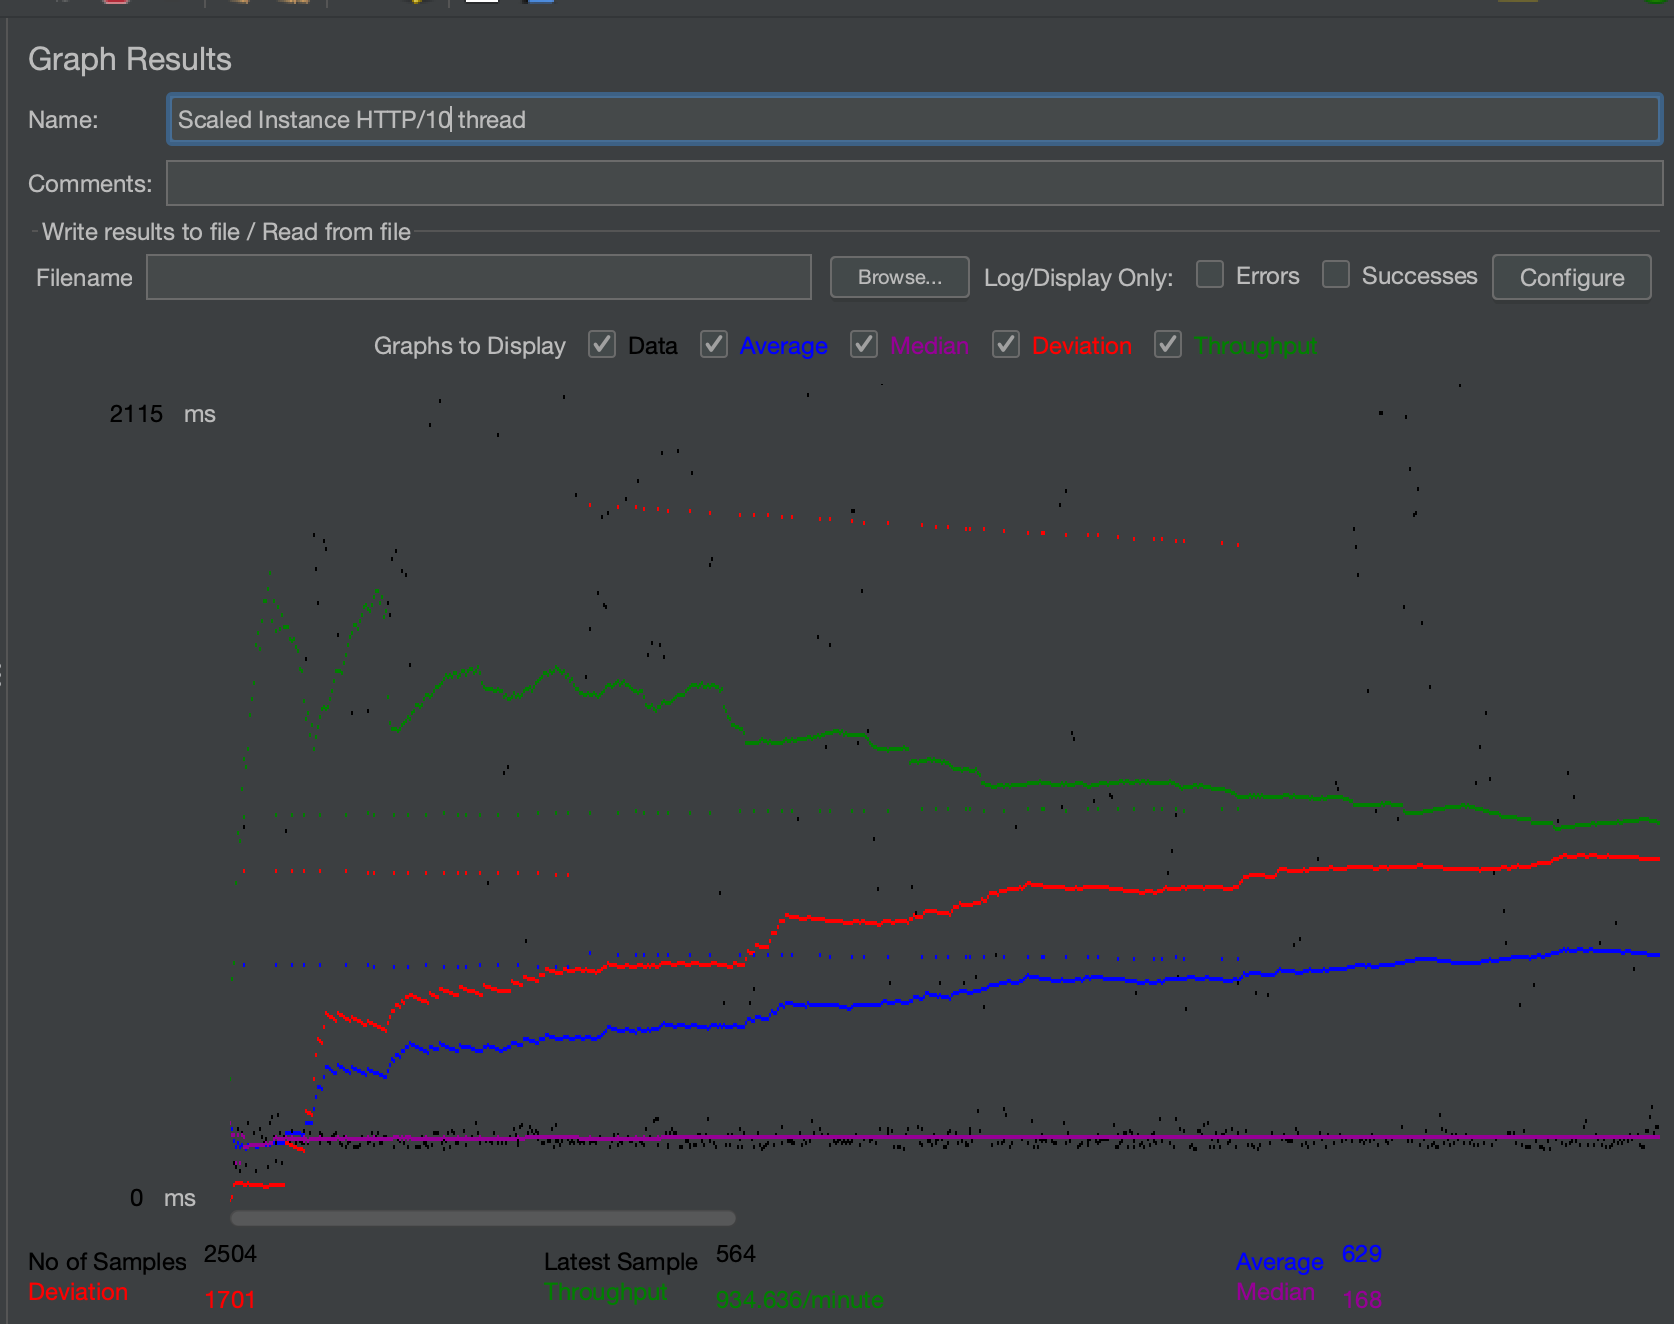 Graph Results
Name: Scaled Instance HTTP/10 thread
Comments:
Write results to file / Read from file
Filename Browse... Log/Display Only: Errors Successes Configure
Graphs to Display Data Average Median Deviation Throughput
2115 ms
0 ms
No of Samples 2504 Latest Sample 564 Average 629
Deviation 1701 Throughput 934.636/minute Median 168